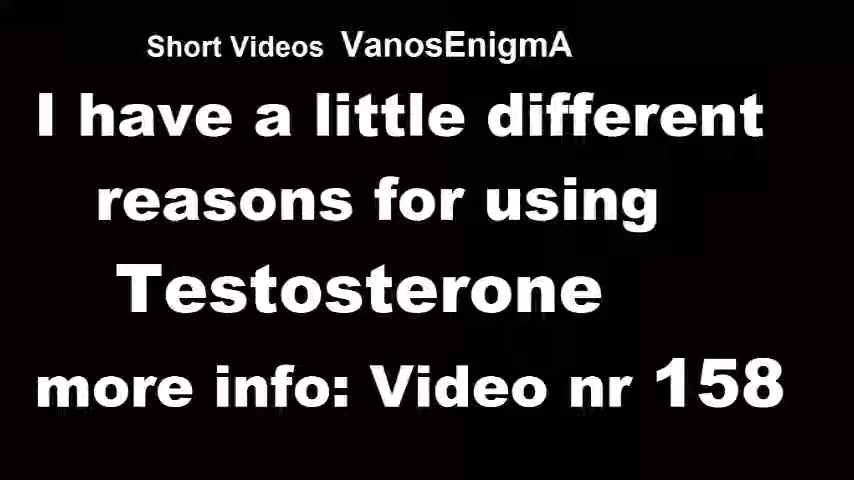 Short Videos VanosEnigmA
I have a little different
reasons for using
Testosterone
more info: Video nr 158